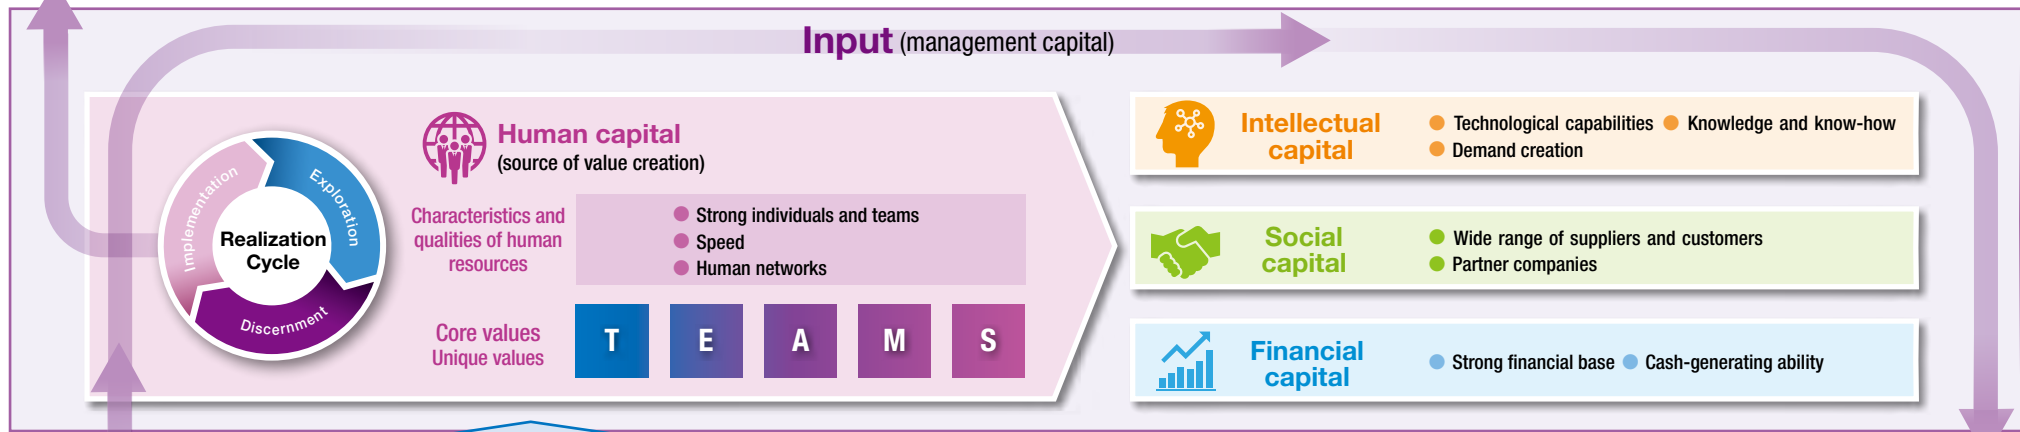 Input (management capital)
Implementation
Exploration
Discernment
Realization
Cycle
Human capital
(source of value creation)
Characteristics and
qualities of human
resources
Strong individuals and teams
Speed
Human networks
Core values
Unique values
T E A M S
Intellectual
capital
Technological capabilities Knowledge and know-how
Demand creation
Social
capital
Wide range of suppliers and customers
Partner companies
Financial
capital
Strong financial base Cash-generating ability